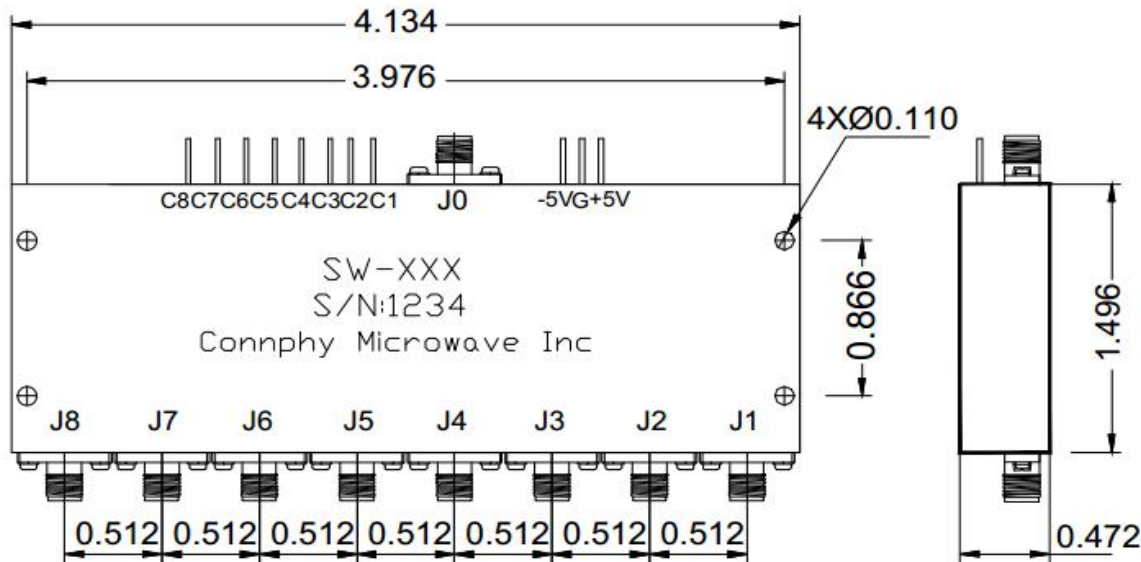 4.134
3.976
4XØ0.110
C8C7C6C5 C4C3C2C1 J0 -5VG+5V
SW-XXX
S/N:1234
Connphy Microwave Inc
0.866
1.496
J8 J7 J6 J5 J4 J3 J2 J1
0.512 0.512 0.512 0.512 0.512 0.512 0.512
0.472